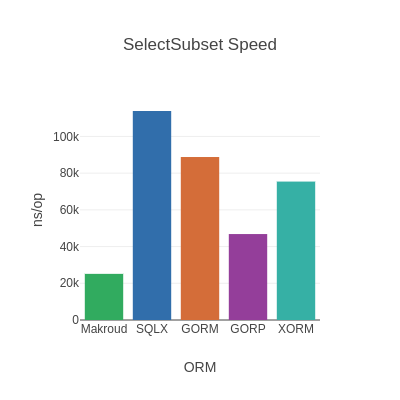 SelectSubset Speed
ns/op
100k
80k
60k
40k
20k
0
Makroud SQLX GORM GORP XORM
ORM